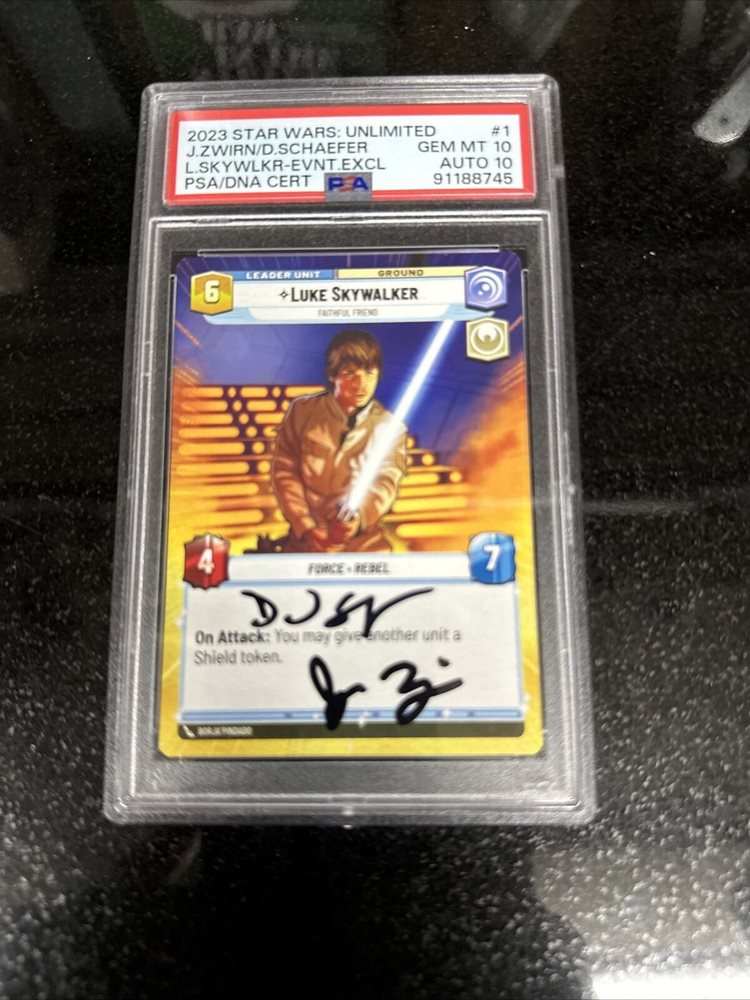 2023 STAR WARS: UNLIMITED #1
J.ZWIRN/D.SCHAEFER GEM MT 10
L.SKYWLKR-EVNT.EXCL AUTO 10
PSA/DNA CERT PSA 91188745
LEADER UNIT GROUND
6 LUKE SKYWALKER
FAITHFUL FRIEND
4 FORCE • REBEL 7
On Attack: You may give another unit a
Shield token.
BORJA PINDADO